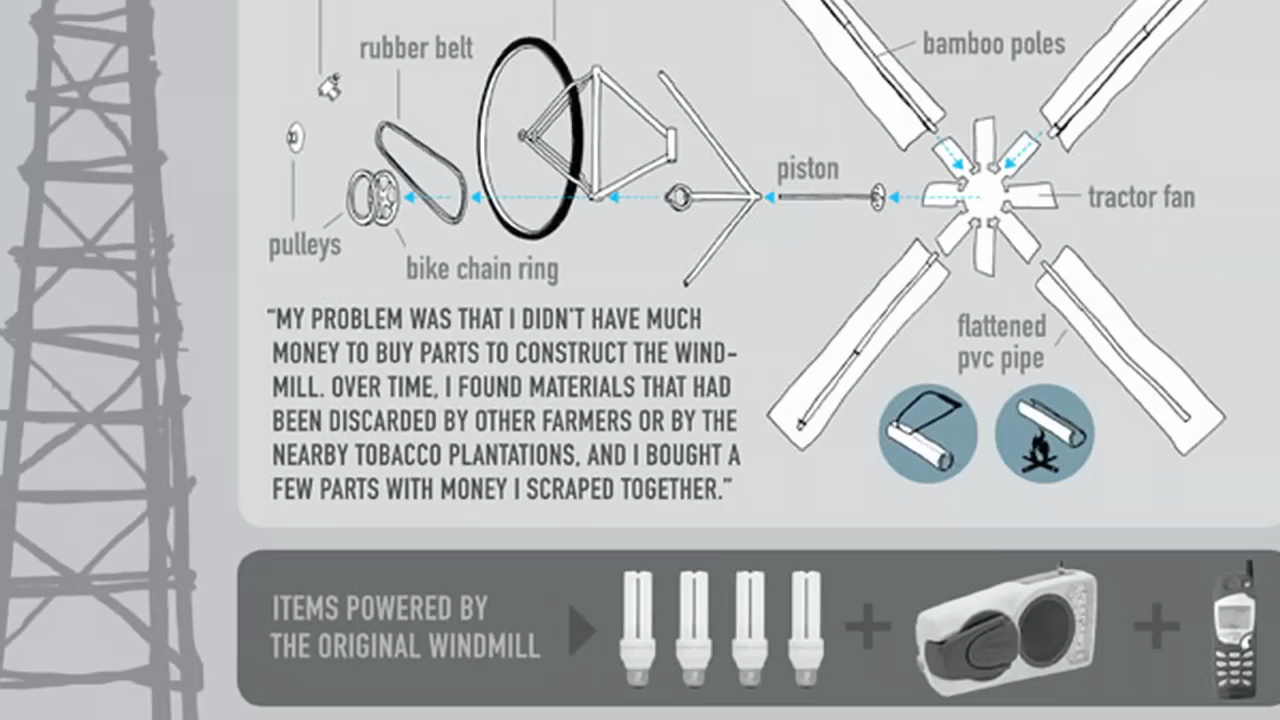 rubber belt
bamboo poles
piston
tractor fan
pulleys
bike chain ring
flattened
pvc pipe
“MY PROBLEM WAS THAT I DIDN’T HAVE MUCH
MONEY TO BUY PARTS TO CONSTRUCT THE WIND-
MILL. OVER TIME, I FOUND MATERIALS THAT HAD
BEEN DISCARDED BY OTHER FARMERS OR BY THE
NEARBY TOBACCO PLANTATIONS, AND I BOUGHT A
FEW PARTS WITH MONEY I SCRAPED TOGETHER.”
ITEMS POWERED BY
THE ORIGINAL WINDMILL